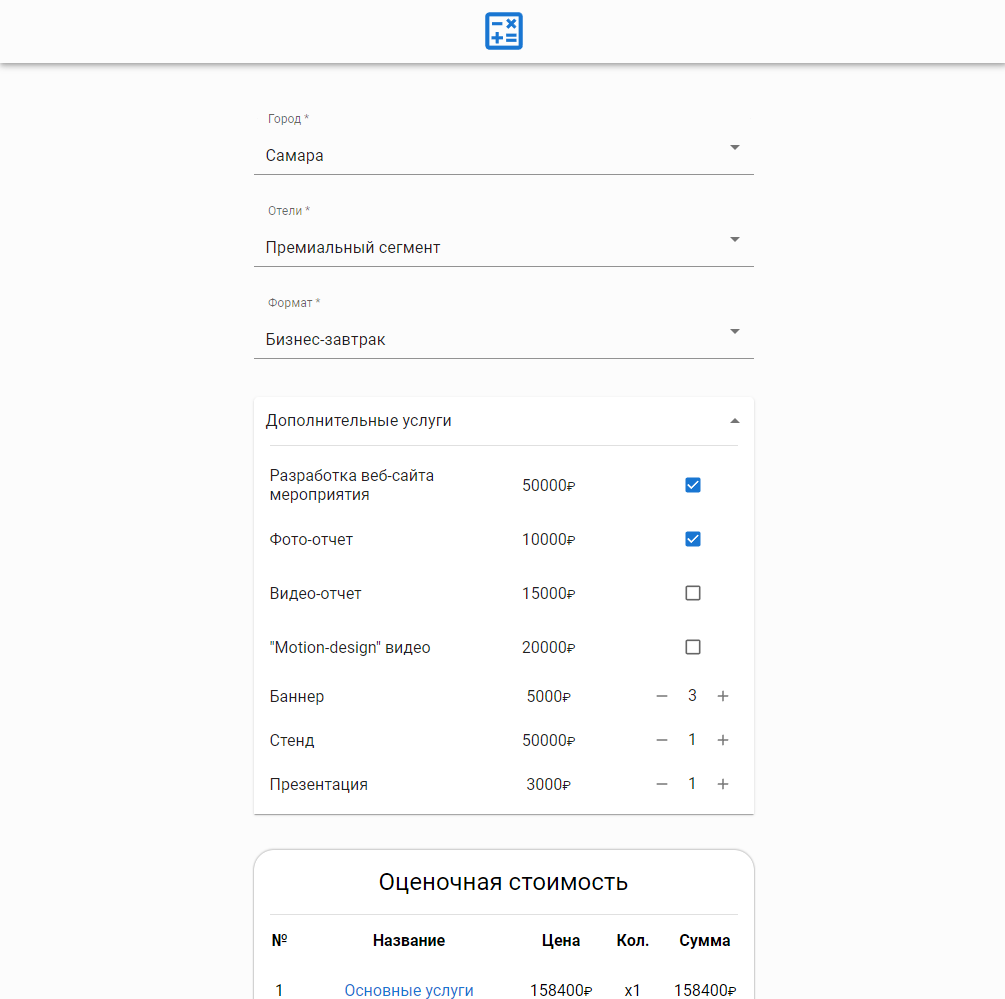 Город *
Самара
Отели *
Премиальный сегмент
Формат *
Бизнес-завтрак
Дополнительные услуги
Разработка веб-сайта
мероприятия 50000₽
Фото-отчет 10000₽
Видео-отчет 15000₽
"Motion-design" видео 20000₽
Баннер 5000₽ − 3 +
Стенд 50000₽ − 1 +
Презентация 3000₽ − 1 +
Оценочная стоимость
№ Название Цена Кол. Сумма
1 Основные услуги 158400₽ x1 158400₽